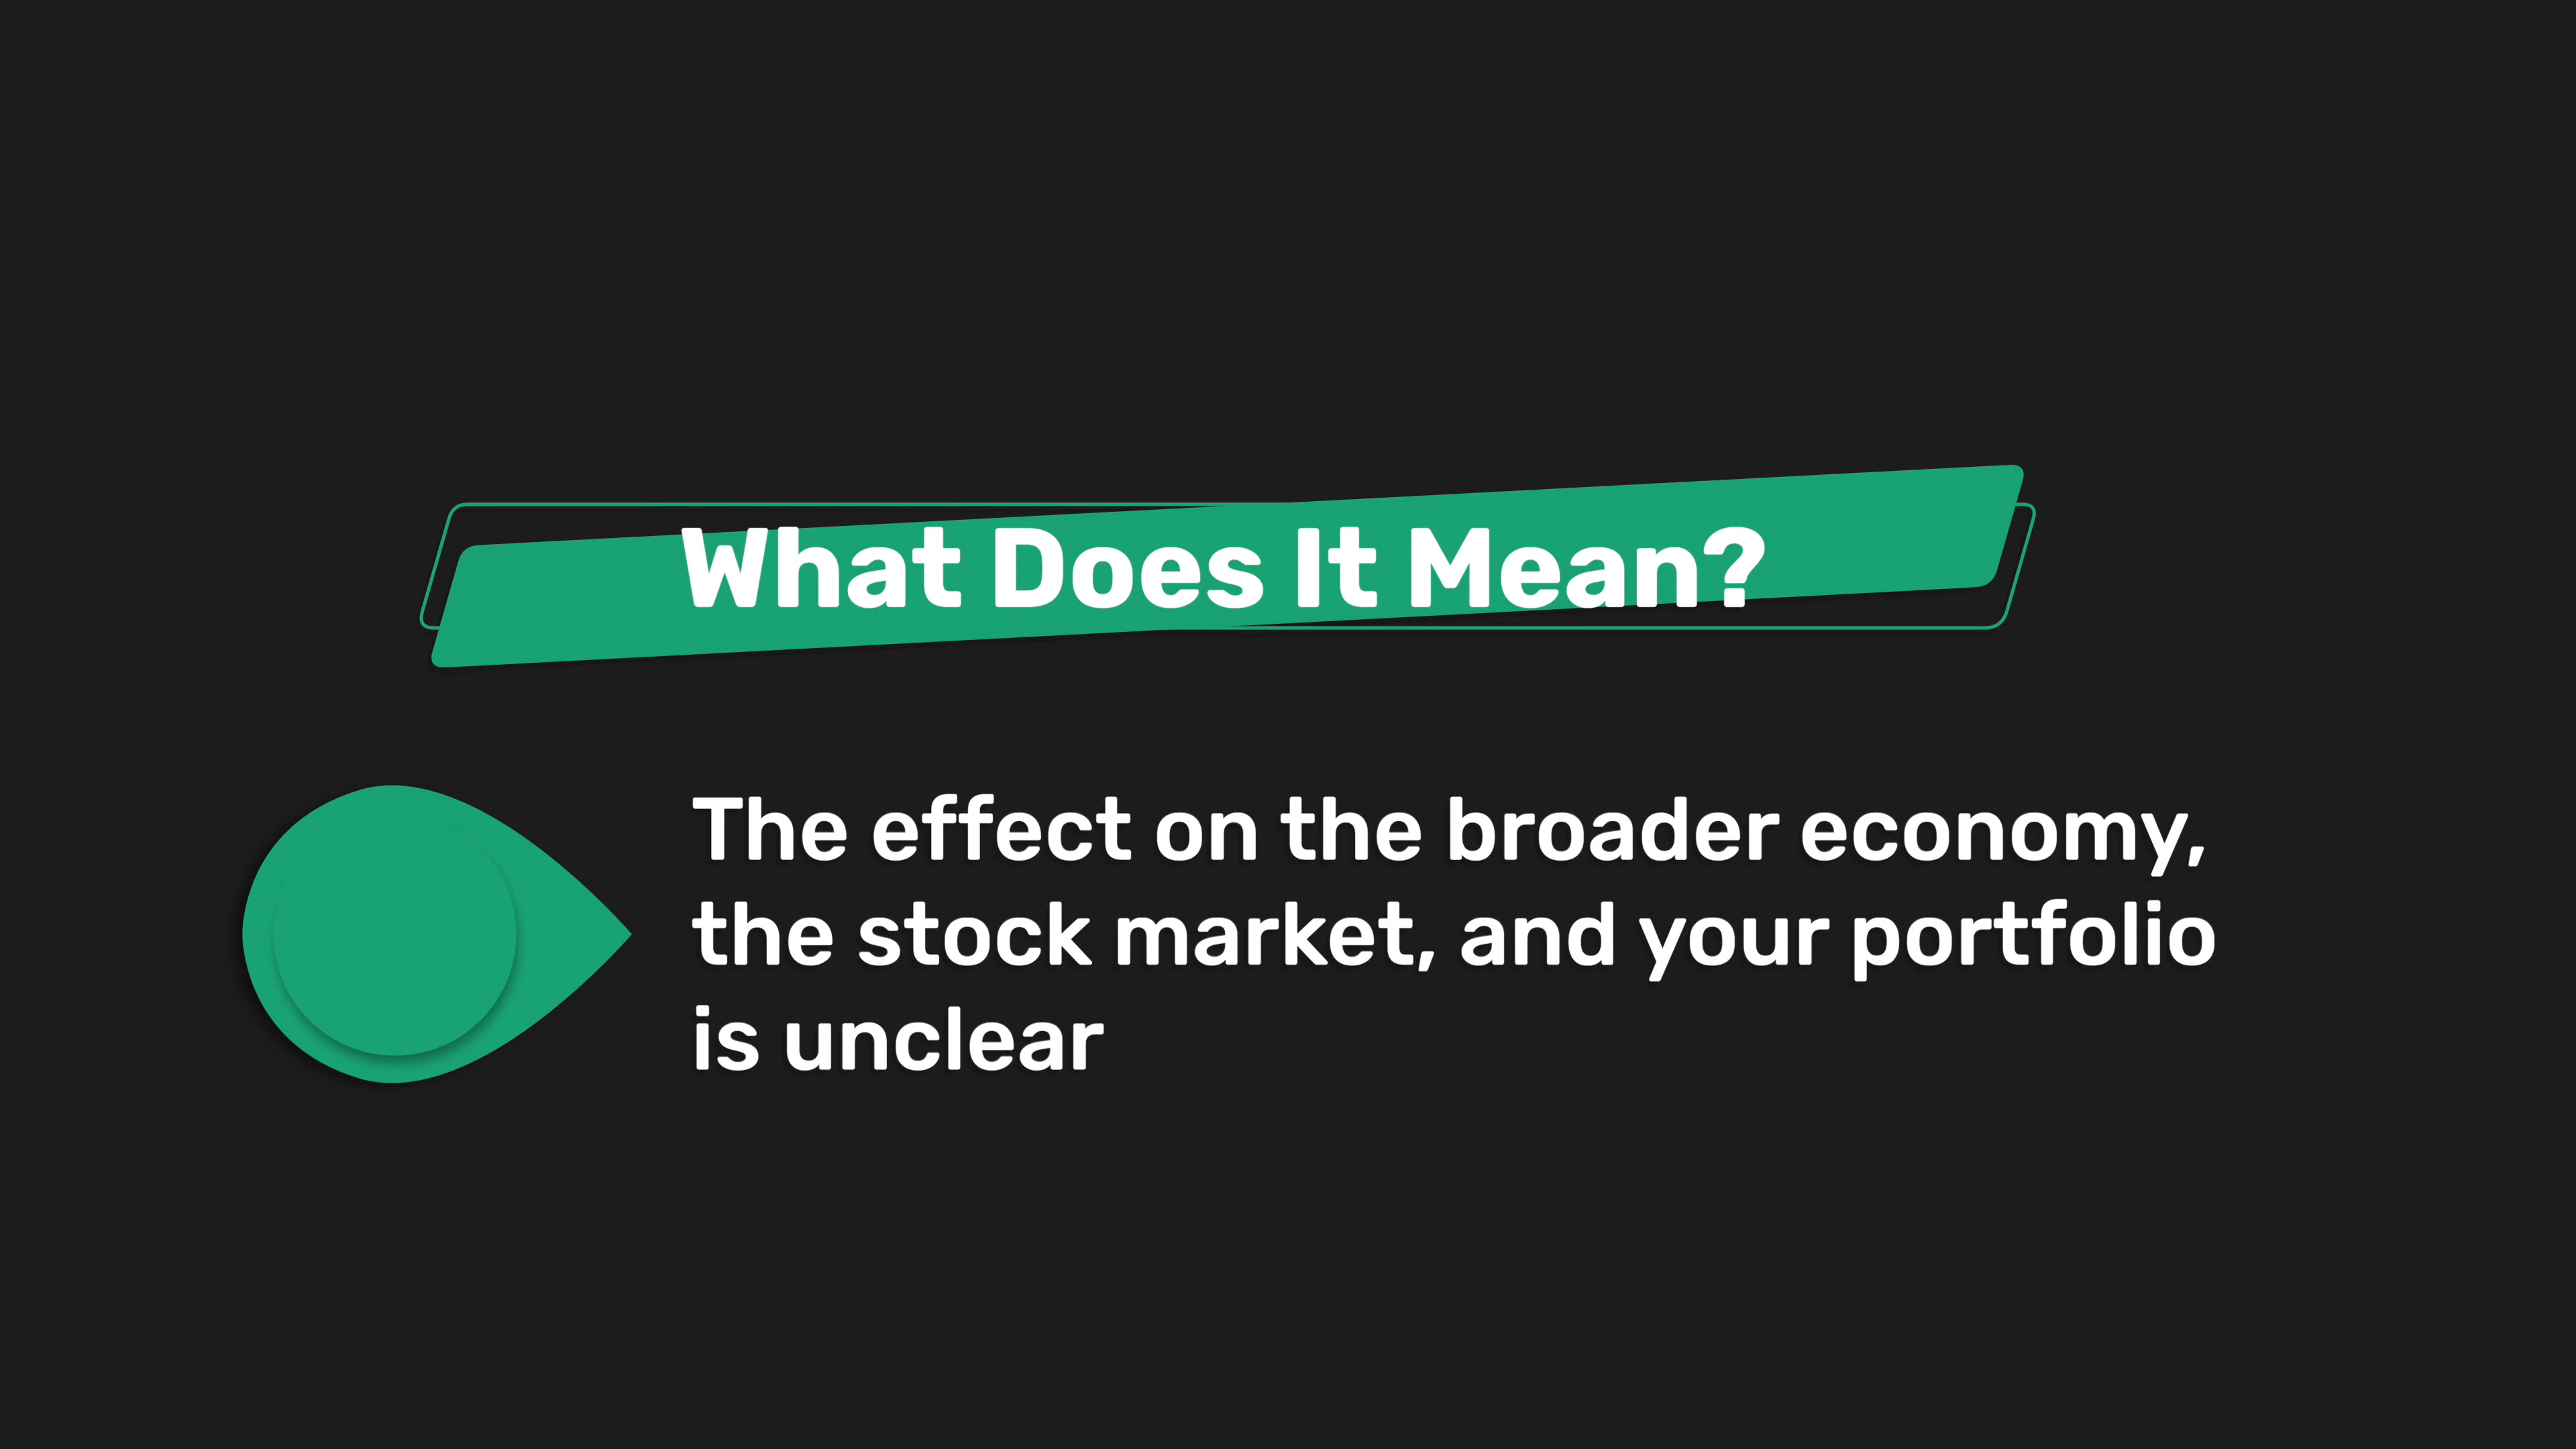 What Does It Mean?
The effect on the broader economy,
the stock market, and your portfolio
is unclear